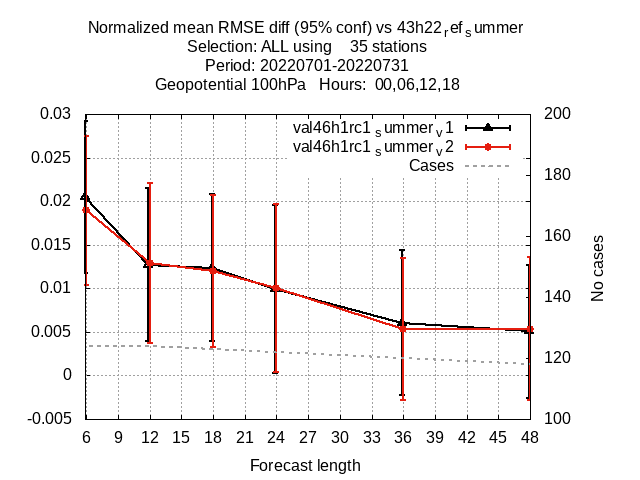 Normalized mean RMSE diff (95% conf) vs 43h22refsummer
Selection: ALL using    35 stations
Period: 20220701-20220731
Geopotential 100hPa   Hours:  00,06,12,18
0.03
0.025
0.02
0.015
0.01
0.005
0
-0.005
val46h1rc1summerv1
val46h1rc1summerv2
Cases
200
180
160
140
120
100
No cases
6 9 12 15 18 21 24 27 30 33 36 39 42 45 48
Forecast length